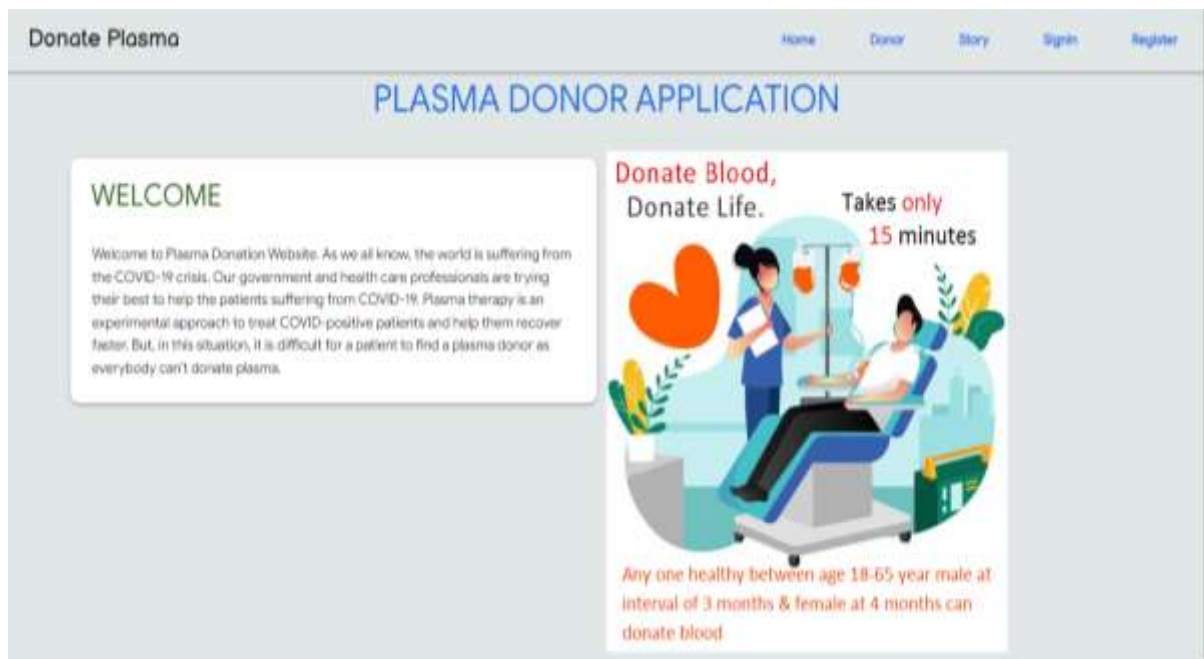 Donate Plasma
Home Donor Story SignIn Register
PLASMA DONOR APPLICATION
WELCOME
Welcome to Plasma Donation Website. As we all know, the world is suffering from
the COVID-19 crisis. Our government and health care professionals are trying
their best to help the patients suffering from COVID-19. Plasma therapy is an
experimental approach to treat COVID-positive patients and help them recover
faster. But, in this situation, it is difficult for a patient to find a plasma donor as
everybody can't donate plasma.
Donate Blood,
Donate Life.
Takes only
15 minutes
Any one healthy between age 18-65 year male at
interval of 3 months & female at 4 months can
donate blood